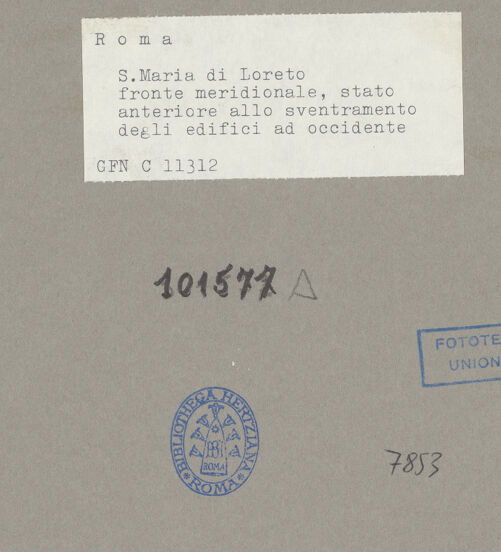 Roma
S.Maria di Loreto
fronte meridionale, stato
anteriore allo sventramento
degli edifici ad occidente
GFN C 11312
101577 A
FOTOTE
UNION
BIBLIOTHECA HERTZIANA
ROMA
ROMA
7853